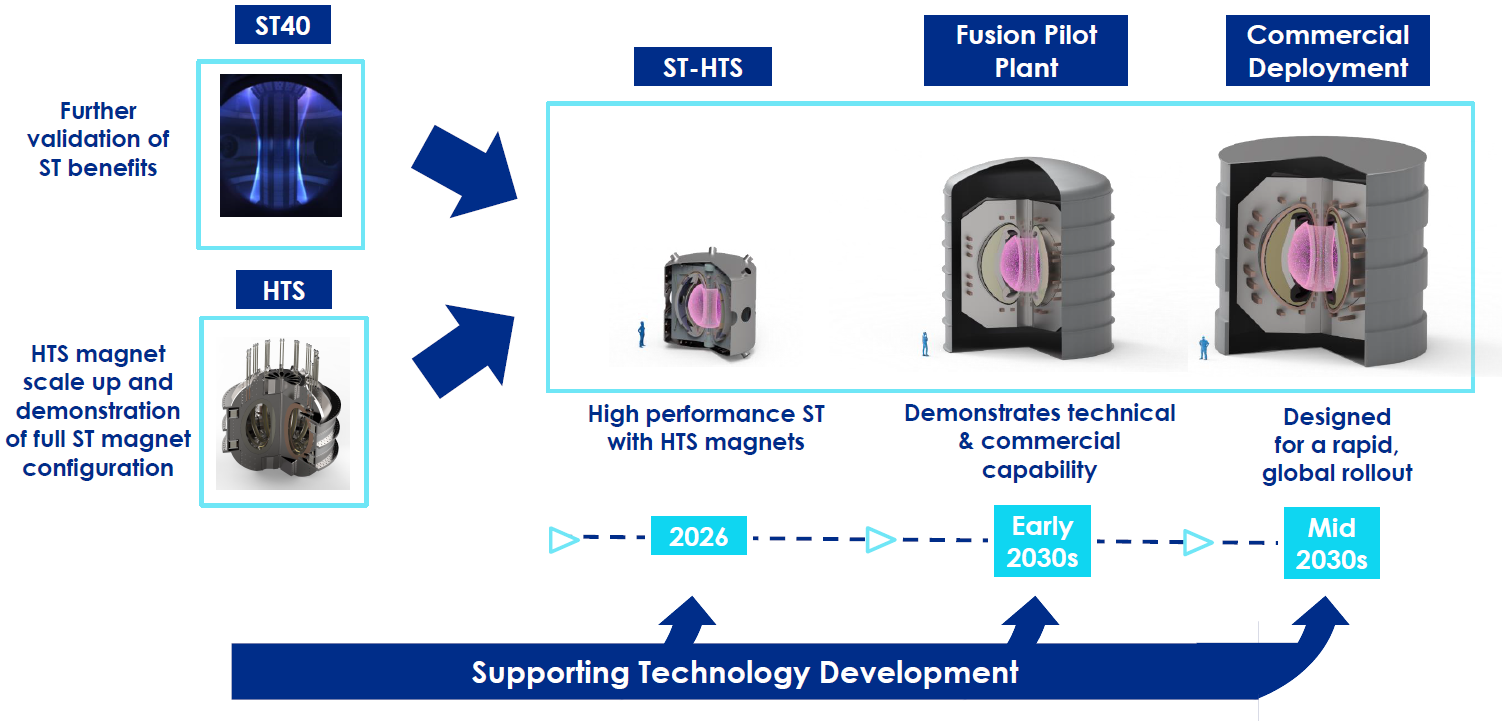 ST40
Further
validation of
ST benefits
HTS
HTS magnet
scale up and
demonstration
of full ST magnet
configuration
ST-HTS
High performance ST
with HTS magnets
2026
Fusion Pilot
Plant
Demonstrates technical
& commercial
capability
Early
2030s
Commercial
Deployment
Designed
for a rapid,
global rollout
Mid
2030s
Supporting Technology Development